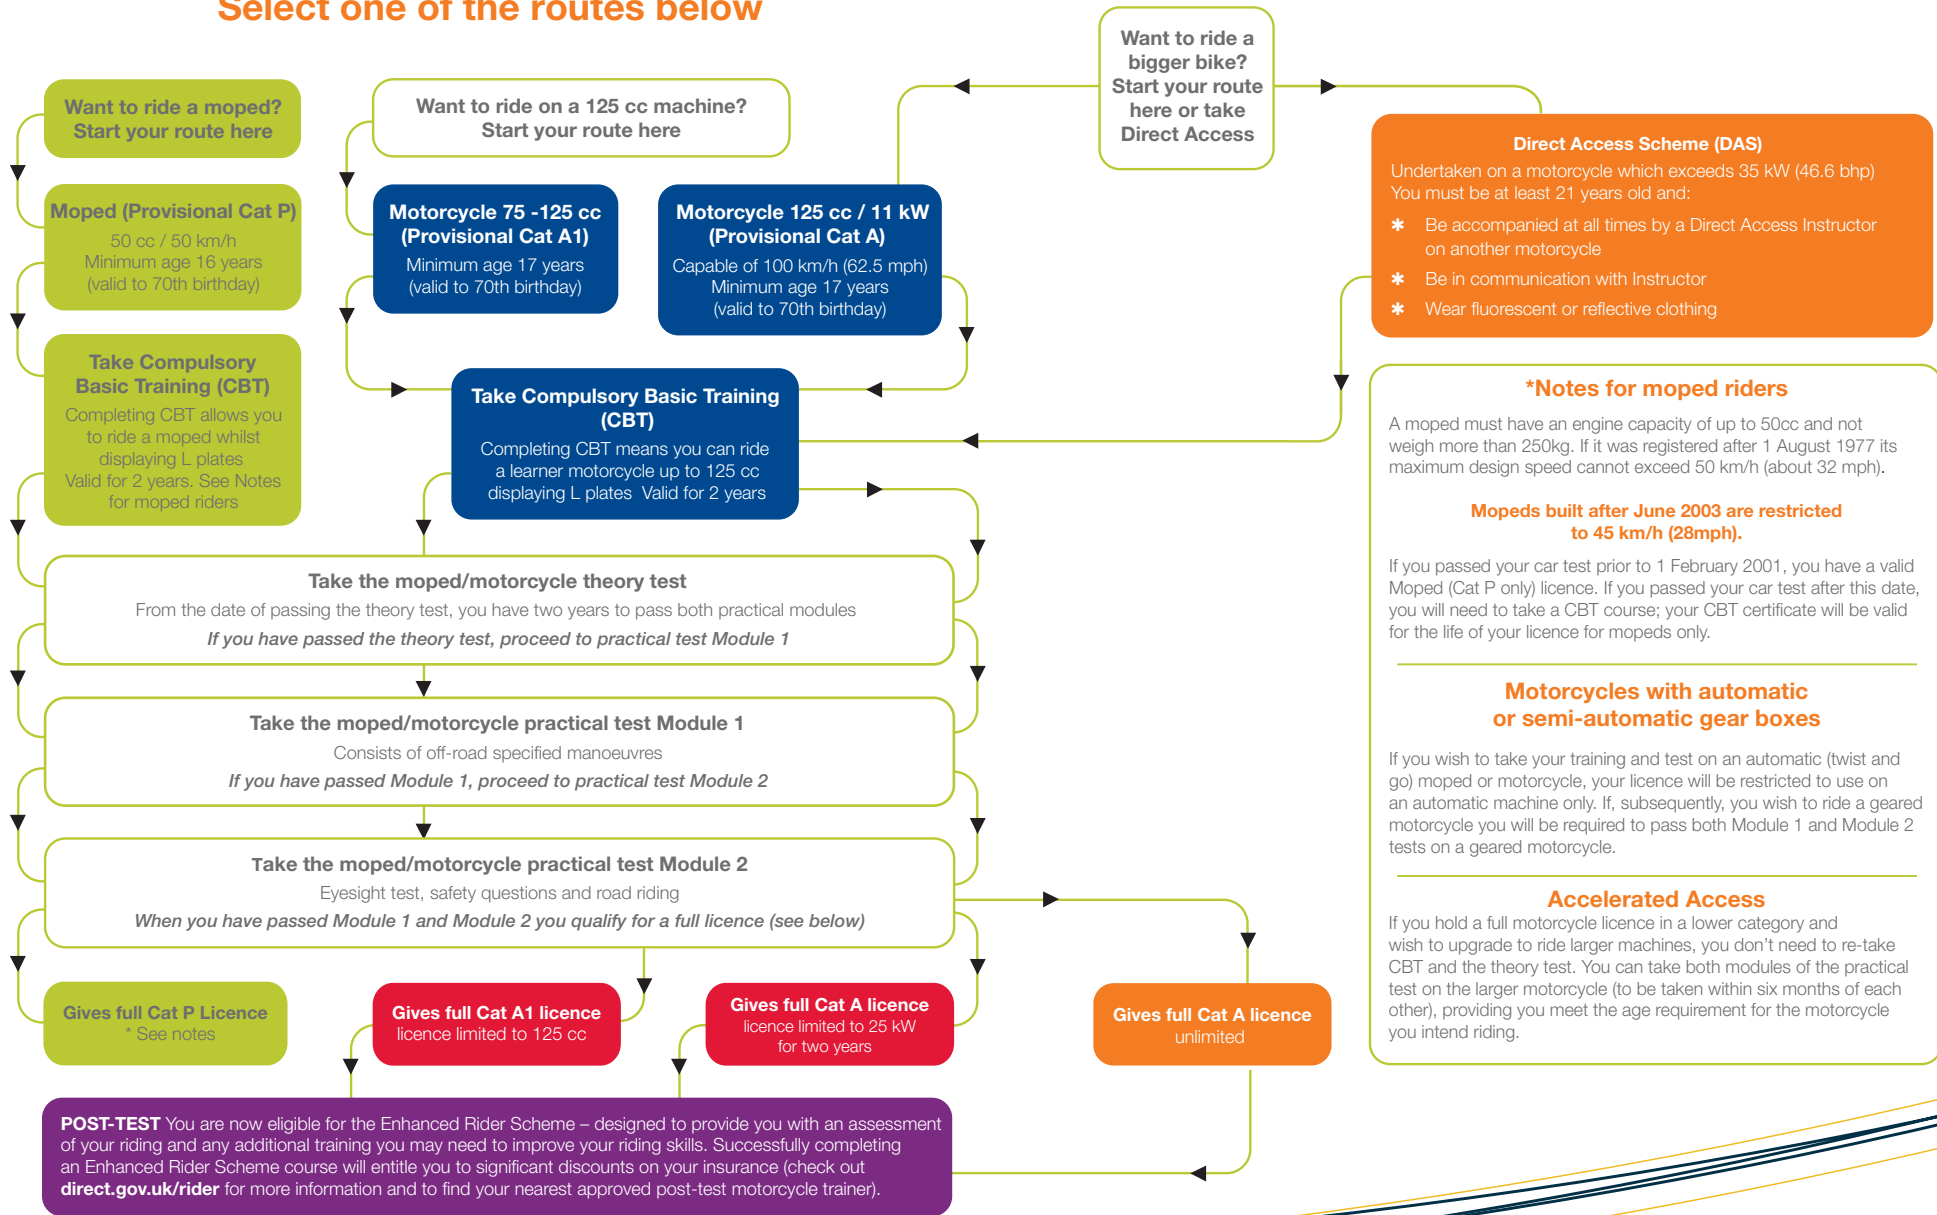 Select one of the routes below
Want to ride a moped?
Start your route here
Want to ride on a 125 cc machine?
Start your route here
Want to ride a
bigger bike?
Start your route
here or take
Direct Access
Moped (Provisional Cat P)
50 cc / 50 km/h
Minimum age 16 years
(valid to 70th birthday)
Motorcycle 75 -125 cc
(Provisional Cat A1)
Minimum age 17 years
(valid to 70th birthday)
Motorcycle 125 cc / 11 kW
(Provisional Cat A)
Capable of 100 km/h (62.5 mph)
Minimum age 17 years
(valid to 70th birthday)
Direct Access Scheme (DAS)
Undertaken on a motorcycle which exceeds 35 kW (46.6 bhp)
You must be at least 21 years old and:
✱ Be accompanied at all times by a Direct Access Instructor
on another motorcycle
✱ Be in communication with Instructor
✱ Wear fluorescent or reflective clothing
Take Compulsory
Basic Training (CBT)
Completing CBT allows you
to ride a moped whilst
displaying L plates
Valid for 2 years. See Notes
for moped riders
Take Compulsory Basic Training
(CBT)
Completing CBT means you can ride
a learner motorcycle up to 125 cc
displaying L plates Valid for 2 years
Take the moped/motorcycle theory test
From the date of passing the theory test, you have two years to pass both practical modules
If you have passed the theory test, proceed to practical test Module 1
Take the moped/motorcycle practical test Module 1
Consists of off-road specified manoeuvres
If you have passed Module 1, proceed to practical test Module 2
Take the moped/motorcycle practical test Module 2
Eyesight test, safety questions and road riding
When you have passed Module 1 and Module 2 you qualify for a full licence (see below)
Gives full Cat P Licence
* See notes
Gives full Cat A1 licence
licence limited to 125 cc
Gives full Cat A licence
licence limited to 25 kW
for two years
Gives full Cat A licence
unlimited
POST-TEST You are now eligible for the Enhanced Rider Scheme – designed to provide you with an assessment
of your riding and any additional training you may need to improve your riding skills. Successfully completing
an Enhanced Rider Scheme course will entitle you to significant discounts on your insurance (check out
direct.gov.uk/rider for more information and to find your nearest approved post-test motorcycle trainer).
*Notes for moped riders
A moped must have an engine capacity of up to 50cc and not
weigh more than 250kg. If it was registered after 1 August 1977 its
maximum design speed cannot exceed 50 km/h (about 32 mph).
Mopeds built after June 2003 are restricted
to 45 km/h (28mph).
If you passed your car test prior to 1 February 2001, you have a valid
Moped (Cat P only) licence. If you passed your car test after this date,
you will need to take a CBT course; your CBT certificate will be valid
for the life of your licence for mopeds only.
Motorcycles with automatic
or semi-automatic gear boxes
If you wish to take your training and test on an automatic (twist and
go) moped or motorcycle, your licence will be restricted to use on
an automatic machine only. If, subsequently, you wish to ride a geared
motorcycle you will be required to pass both Module 1 and Module 2
tests on a geared motorcycle.
Accelerated Access
If you hold a full motorcycle licence in a lower category and
wish to upgrade to ride larger machines, you don't need to re-take
CBT and the theory test. You can take both modules of the practical
test on the larger motorcycle (to be taken within six months of each
other), providing you meet the age requirement for the motorcycle
you intend riding.